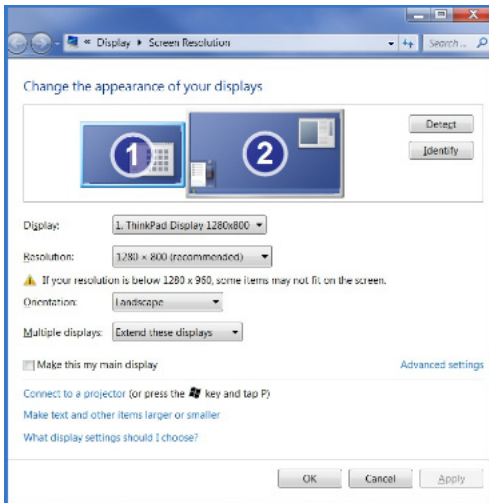 « Display ▸ Screen Resolution Search...
Change the appearance of your displays
1 2
Detect
Identify
Display: 1. ThinkPad Display 1280x800
Resolution: 1280 × 800 (recommended)
If your resolution is below 1280 x 960, some items may not fit on the screen.
Orientation: Landscape
Multiple displays: Extend these displays
Make this my main display Advanced settings
Connect to a projector (or press the key and tap P)
Make text and other items larger or smaller
What display settings should I choose?
OK Cancel Apply